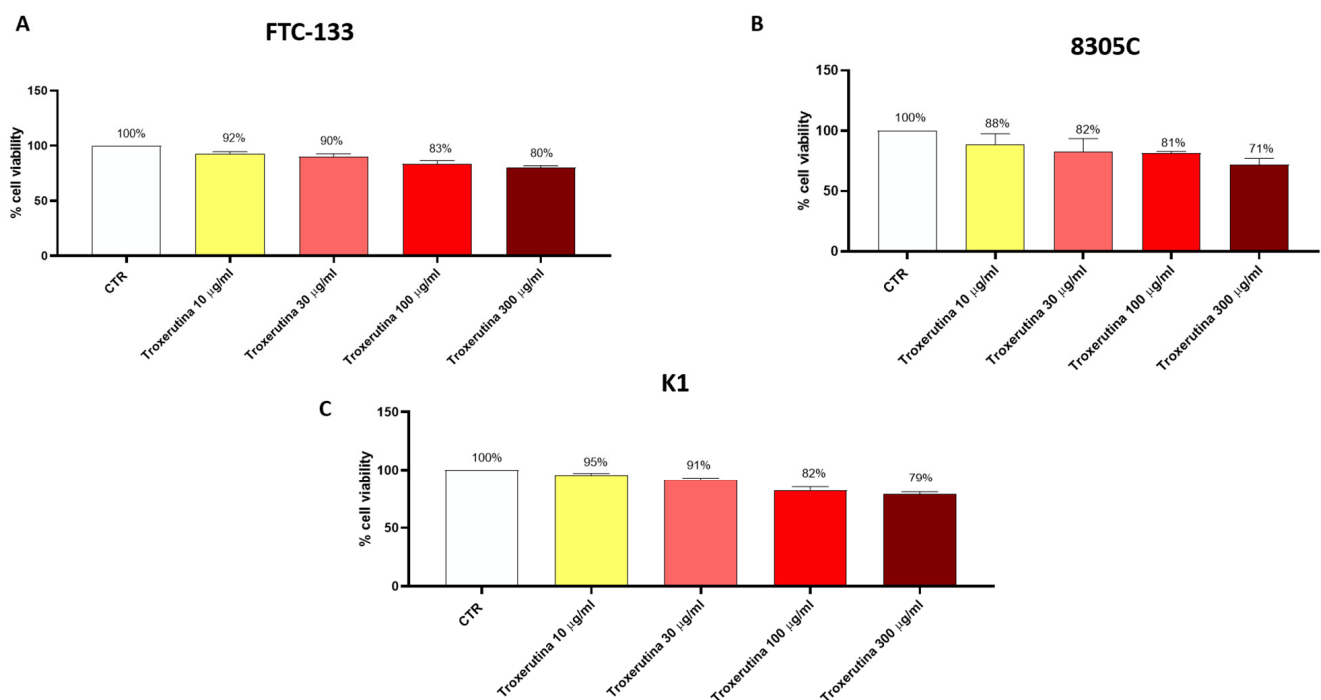 A
FTC-133
% cell viability
150
100
50
0
100%
92%
90%
83%
80%
CTR
Troxerutina 10 µg/ml
Troxerutina 30 µg/ml
Troxerutina 100 µg/ml
Troxerutina 300 µg/ml
B
8305C
% cell viability
150
100
50
0
100%
88%
82%
81%
71%
CTR
Troxerutina 10 µg/ml
Troxerutina 30 µg/ml
Troxerutina 100 µg/ml
Troxerutina 300 µg/ml
C
K1
% cell viability
150
100
50
0
100%
95%
91%
82%
79%
CTR
Troxerutina 10 µg/ml
Troxerutina 30 µg/ml
Troxerutina 100 µg/ml
Troxerutina 300 µg/ml